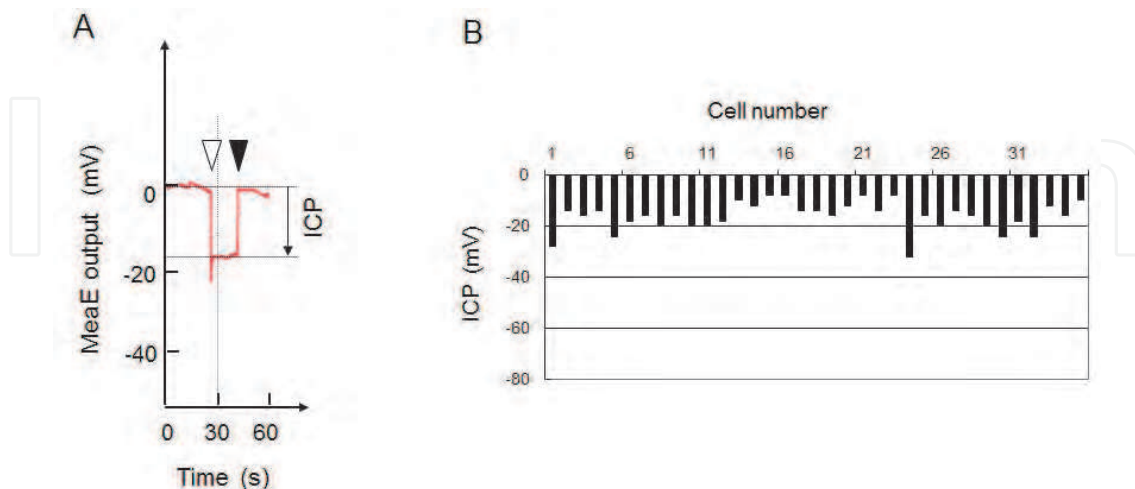 A
MeaE output (mV)
0
-20
-40
ICP
0 30 60
Time (s)
B
Cell number
1 6 11 16 21 26 31
ICP (mV)
0
-20
-40
-60
-80